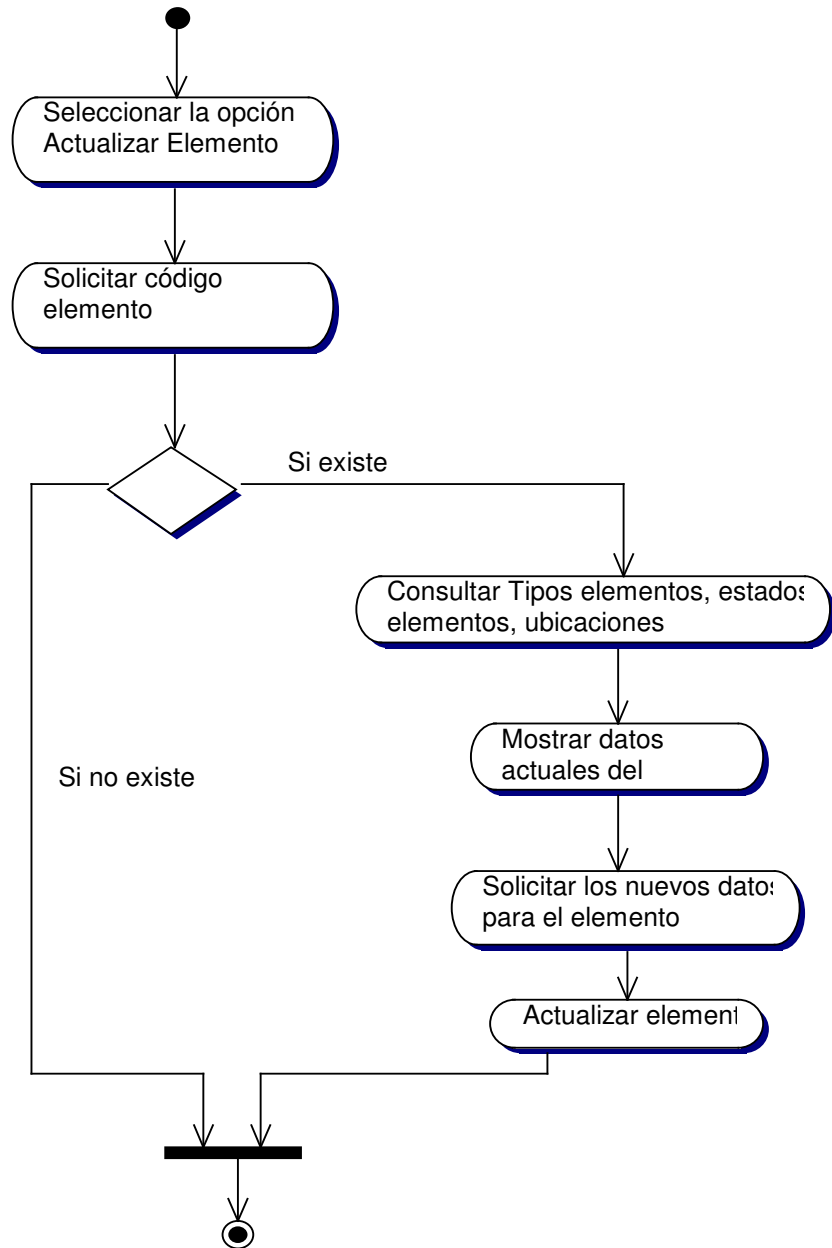 Seleccionar la opción
Actualizar Elemento
Solicitar código
elemento
Si existe
Consultar Tipos elementos, estados
elementos, ubicaciones
Mostrar datos
actuales del
Si no existe
Solicitar los nuevos datos
para el elemento
Actualizar element